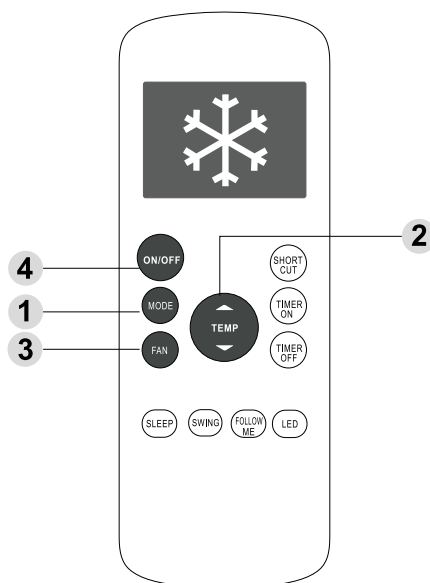 2
ON/OFF
SHORT
CUT
4
1
MODE
TIMER
ON
TEMP
3
FAN
TIMER
OFF
SLEEP
SWING
FOLLOW
ME
LED